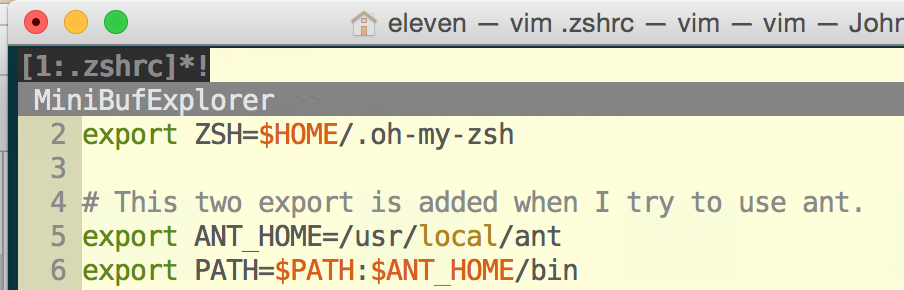 eleven — vim .zshrc — vim — vim — John
[1:.zshrc]*!
MiniBufExplorer >>
2 export ZSH=$HOME/.oh-my-zsh
3
4 # This two export is added when I try to use ant.
5 export ANT_HOME=/usr/local/ant
6 export PATH=$PATH:$ANT_HOME/bin